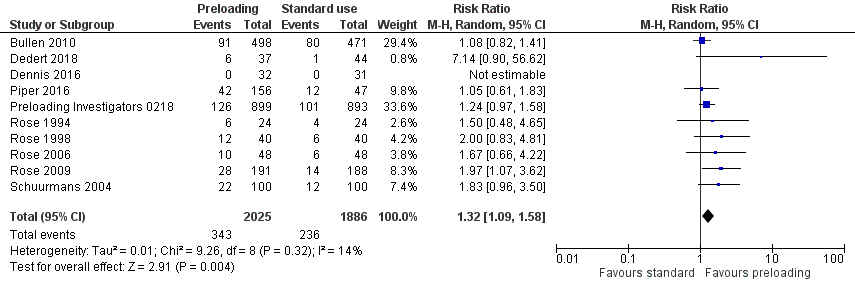 Preloading Standard use Risk Ratio Risk Ratio
Study or Subgroup Events Total Events Total Weight M-H, Random, 95% CI M-H, Random, 95% CI
Bullen 2010 91 498 80 471 29.4% 1.08 [0.82, 1.41]
Dedert 2018 6 37 1 44 0.8% 7.14 [0.90, 56.62]
Dennis 2016 0 32 0 31 Not estimable
Piper 2016 42 156 12 47 9.8% 1.05 [0.61, 1.83]
Preloading Investigators 0218 126 899 101 893 33.6% 1.24 [0.97, 1.58]
Rose 1994 6 24 4 24 2.6% 1.50 [0.48, 4.65]
Rose 1998 12 40 6 40 4.2% 2.00 [0.83, 4.81]
Rose 2006 10 48 6 48 3.8% 1.67 [0.66, 4.22]
Rose 2009 28 191 14 188 8.4% 1.97 [1.07, 3.62]
Schuurmans 2004 22 100 12 100 7.4% 1.83 [0.96, 3.50]
Total (95% CI) 2025 1886 100.0% 1.32 [1.09, 1.58]
Total events 343 236
Heterogeneity: Tau² = 0.01; Chi² = 9.26, df = 8 (P = 0.32); I² = 14%
Test for overall effect: Z = 2.91 (P = 0.004)
0.01 0.1 1 10 100
Favours standard Favours preloading